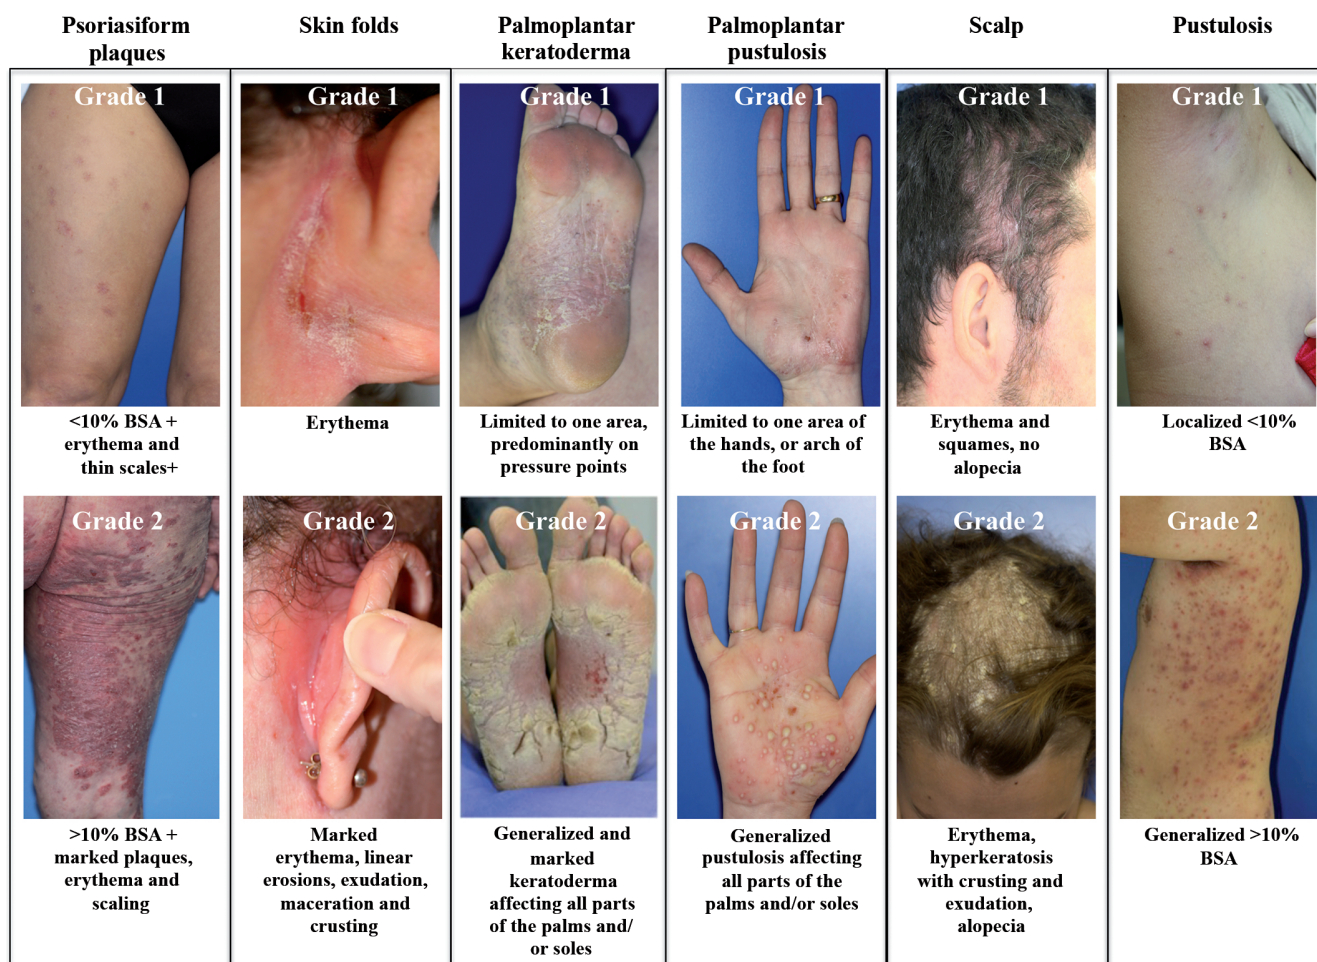 Psoriasiform
plaques
Skin folds
Palmoplantar
keratoderma
Palmoplantar
pustulosis
Scalp
Pustulosis
Grade 1
Grade 1
Grade 1
Grade 1
Grade 1
Grade 1
<10% BSA +
erythema and
thin scales+
Erythema
Limited to one area,
predominantly on
pressure points
Limited to one area of
the hands, or arch of
the foot
Erythema and
squames, no
alopecia
Localized <10%
BSA
Grade 2
Grade 2
Grade 2
Grade 2
Grade 2
Grade 2
>10% BSA +
marked plaques,
erythema and
scaling
Marked
erythema, linear
erosions, exudation,
maceration and
crusting
Generalized and
marked
keratoderma
affecting all parts
of the palms and/
or soles
Generalized
pustulosis affecting
all parts of the
palms and/or soles
Erythema,
hyperkeratosis
with crusting and
exudation,
alopecia
Generalized >10%
BSA